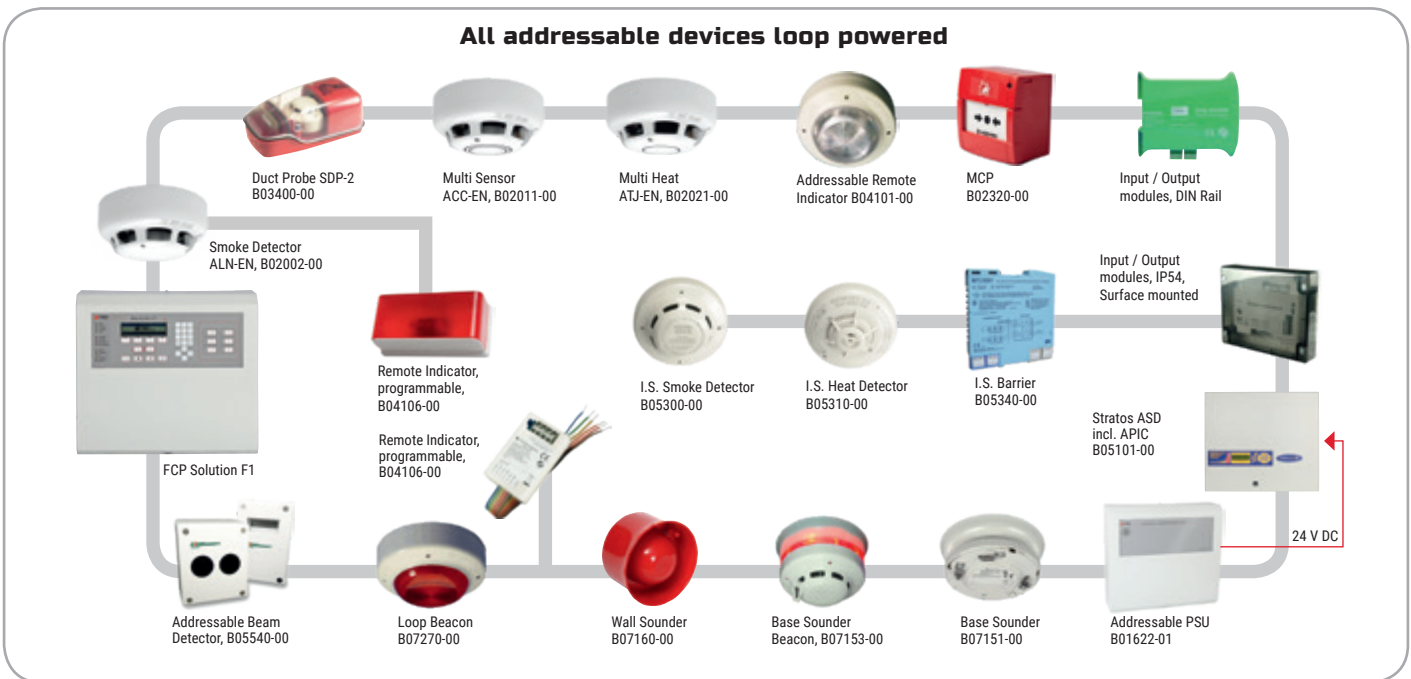 All addressable devices loop powered
Duct Probe SDP-2
B03400-00
Multi Sensor
ACC-EN, B02011-00
Multi Heat
ATJ-EN, B02021-00
Addressable Remote
Indicator B04101-00
MCP
B02320-00
Input / Output
modules, DIN Rail
Smoke Detector
ALN-EN, B02002-00
Input / Output
modules, IP54,
Surface mounted
Remote Indicator,
programmable,
B04106-00
I.S. Smoke Detector
B05300-00
I.S. Heat Detector
B05310-00
I.S. Barrier
B05340-00
Stratos ASD
incl. APIC
B05101-00
Remote Indicator,
programmable,
B04106-00
FCP Solution F1
24 V DC
Addressable Beam
Detector, B05540-00
Loop Beacon
B07270-00
Wall Sounder
B07160-00
Base Sounder
Beacon, B07153-00
Base Sounder
B07151-00
Addressable PSU
B01622-01